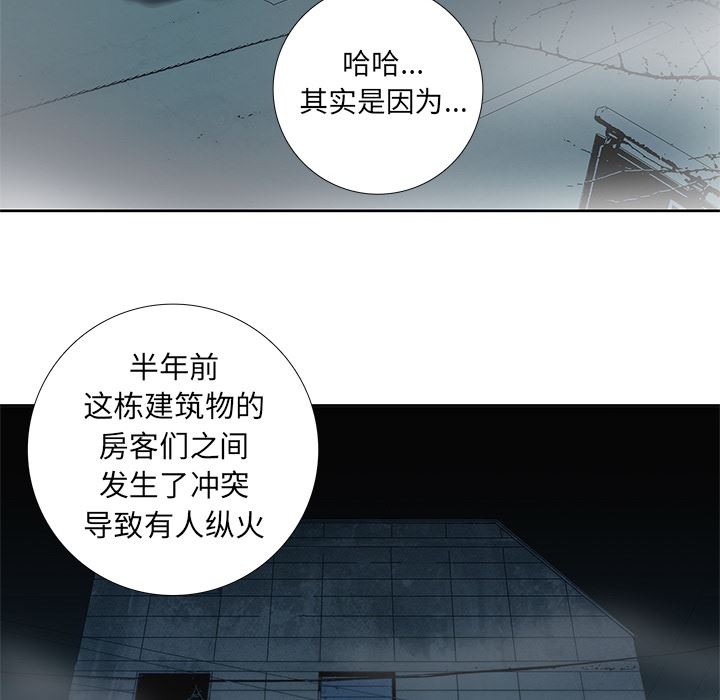 哈哈...
其实是因为...
半年前
这栋建筑物的
房客们之间
发生了冲突
导致有人纵火